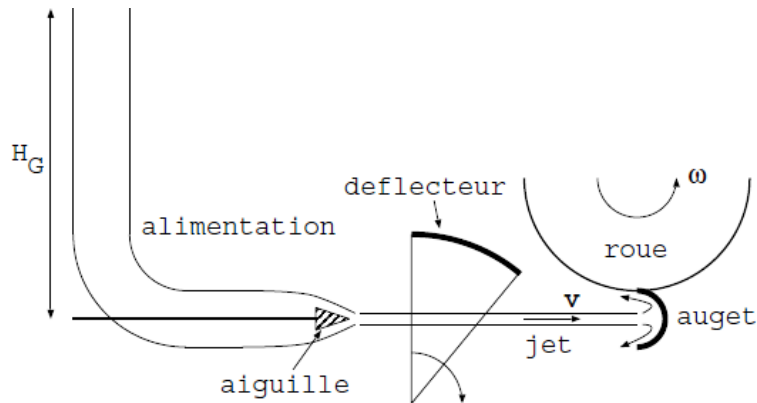 H_G
alimentation
deflecteur
ω
roue
v
auget
jet
aiguille